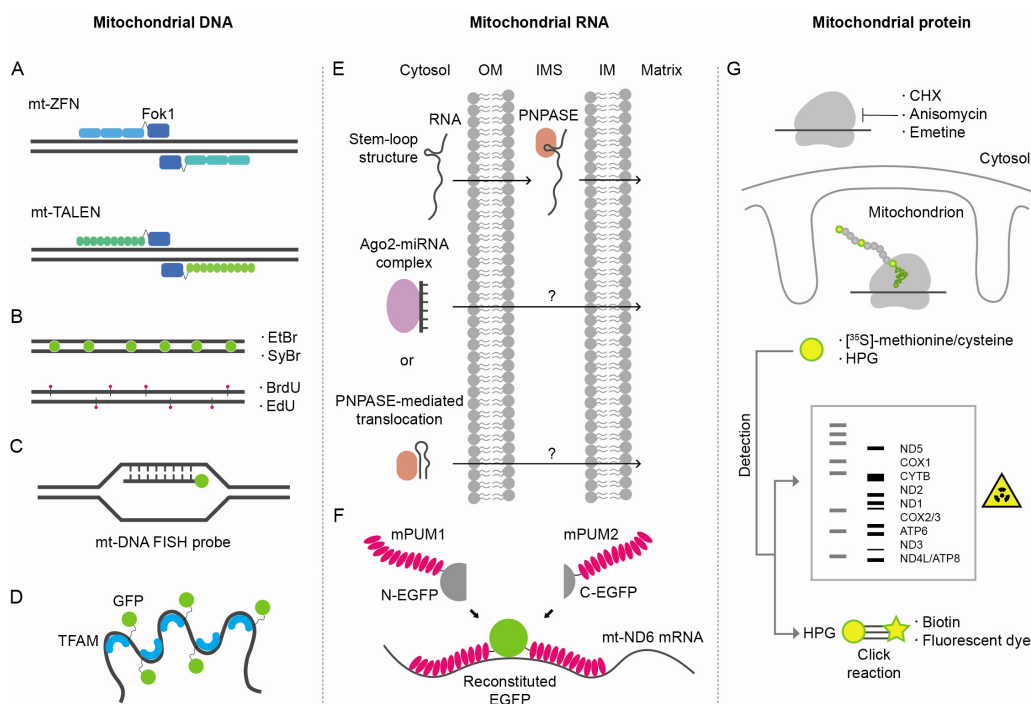 Mitochondrial DNA
Mitochondrial RNA
Mitochondrial protein
A
mt-ZFN
Fok1
mt-TALEN
B
· EtBr
· SyBr
· BrdU
· EdU
C
mt-DNA FISH probe
D
GFP
TFAM
E
Cytosol
OM
IMS
IM
Matrix
RNA
PNPASE
Stem-loop
structure
Ago2-miRNA
complex
?
or
PNPASE-mediated
translocation
?
F
mPUM1
mPUM2
N-EGFP
C-EGFP
mt-ND6 mRNA
Reconstituted
EGFP
G
· CHX
· Anisomycin
· Emetine
Cytosol
Mitochondrion
· [³⁵S]-methionine/cysteine
· HPG
Detection
ND5
COX1
CYTB
ND2
ND1
COX2/3
ATP6
ND3
ND4L/ATP8
HPG
· Biotin
· Fluorescent dye
Click
reaction